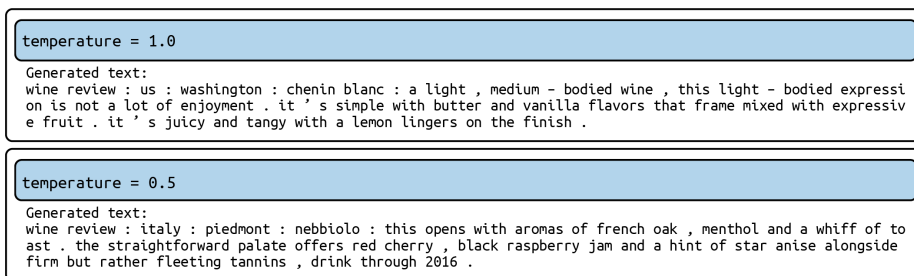 temperature = 1.0
Generated text:
wine review : us : washington : chenin blanc : a light , medium – bodied wine , this light – bodied expressi
on is not a lot of enjoyment . it ’ s simple with butter and vanilla flavors that frame mixed with expressiv
e fruit . it ’ s juicy and tangy with a lemon lingers on the finish .
temperature = 0.5
Generated text:
wine review : italy : piedmont : nebbiolo : this opens with aromas of french oak , menthol and a whiff of to
ast . the straightforward palate offers red cherry , black raspberry jam and a hint of star anise alongside
firm but rather fleeting tannins , drink through 2016 .